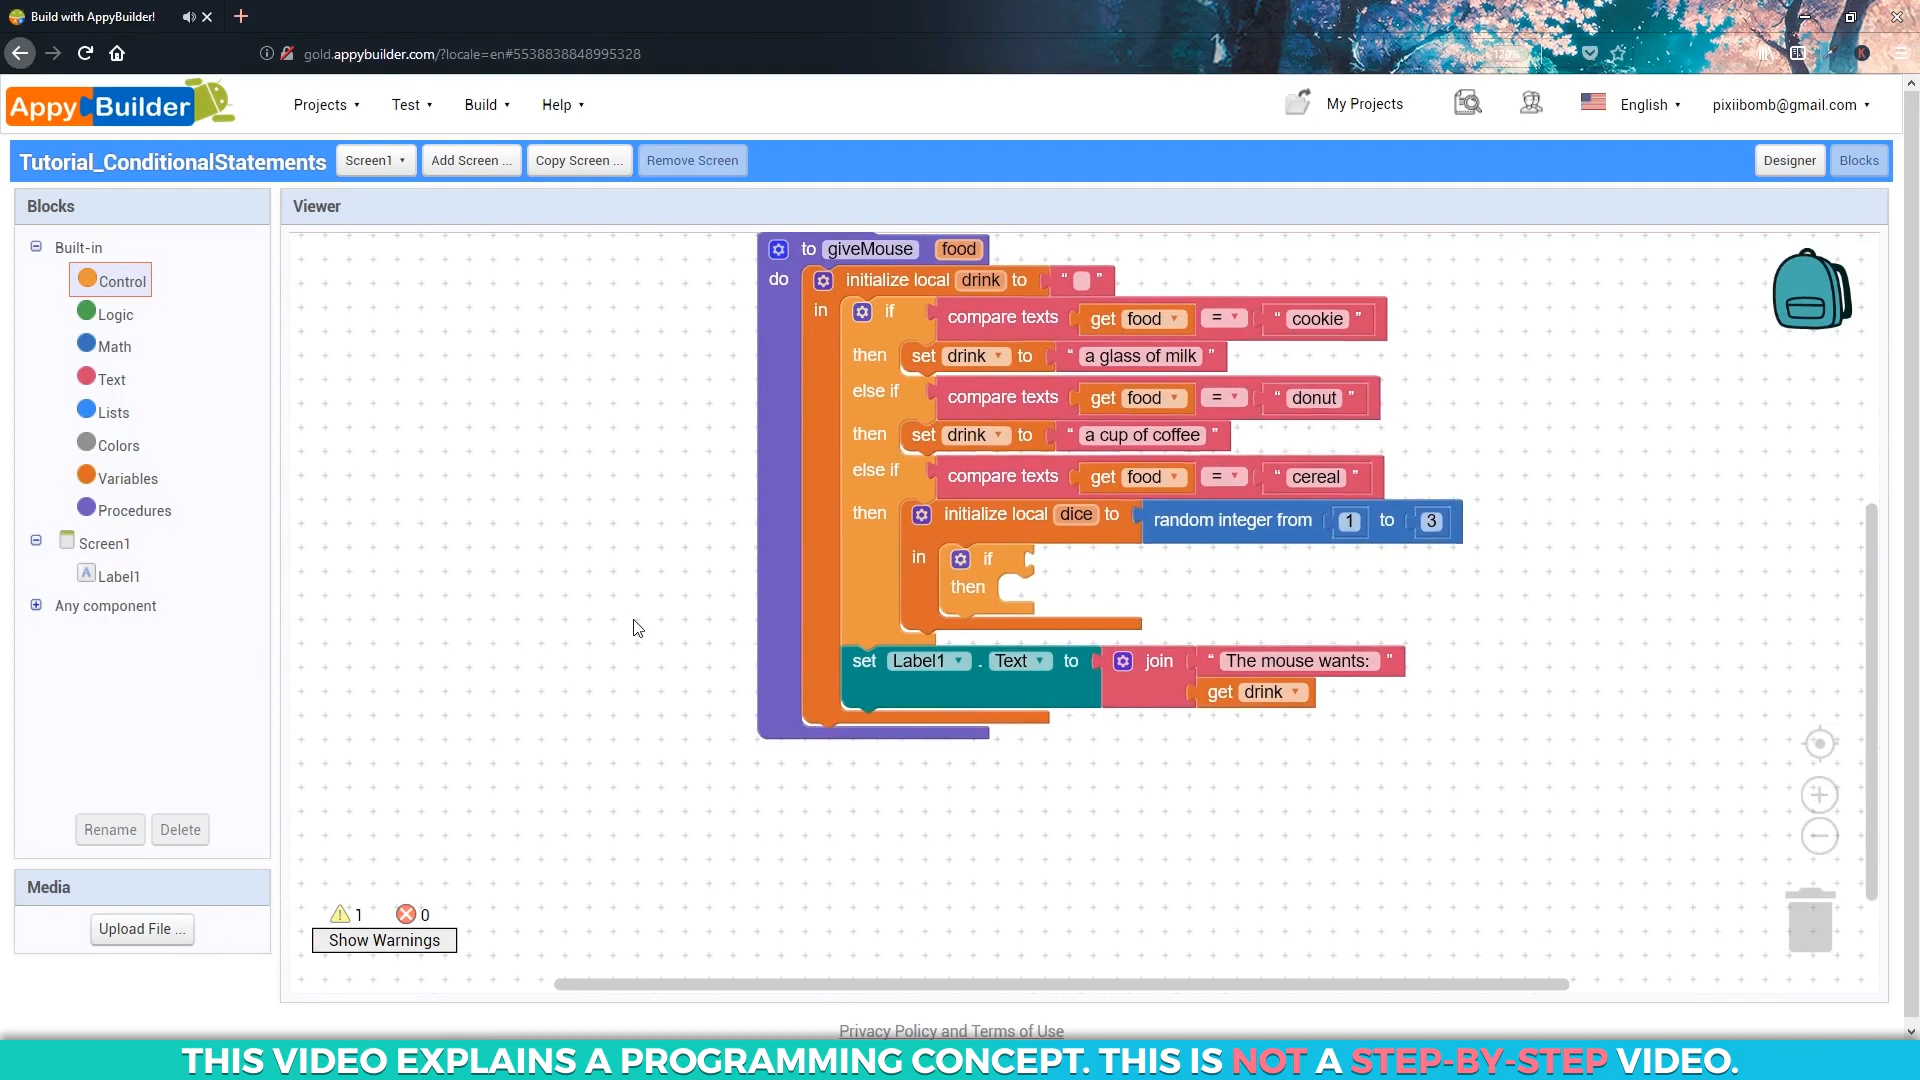 Build with AppyBuilder!
gold.appybuilder.com/?locale=en#5538838848995328
120%
K
Appy Builder
Projects
Test
Build
Help
My Projects
English
pixiibomb@gmail.com
Tutorial_ConditionalStatements
Screen1
Add Screen ...
Copy Screen ...
Remove Screen
Designer
Blocks
Blocks
Built-in
Control
Logic
Math
Text
Lists
Colors
Variables
Procedures
Screen1
A Label1
Any component
Rename
Delete
Media
Upload File ...
Viewer
to giveMouse food
do initialize local drink to “ ”
in if compare texts get food = “ cookie ”
then set drink to “ a glass of milk ”
else if compare texts get food = “ donut ”
then set drink to “ a cup of coffee ”
else if compare texts get food = “ cereal ”
then initialize local dice to random integer from 1 to 3
in if
then
set Label1 . Text to join “ The mouse wants: ”
get drink
1 0
Show Warnings
Privacy Policy and Terms of Use
THIS VIDEO EXPLAINS A PROGRAMMING CONCEPT. THIS IS NOT A STEP-BY-STEP VIDEO.